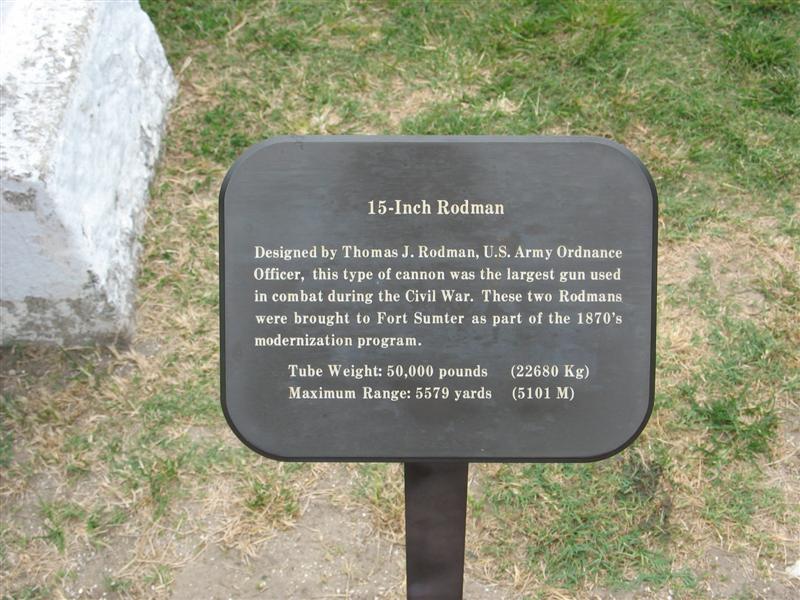 15-Inch Rodman
Designed by Thomas J. Rodman, U.S. Army Ordnance
Officer, this type of cannon was the largest gun used
in combat during the Civil War. These two Rodmans
were brought to Fort Sumter as part of the 1870's
modernization program.
Tube Weight: 50,000 pounds (22680 Kg)
Maximum Range: 5579 yards (5101 M)